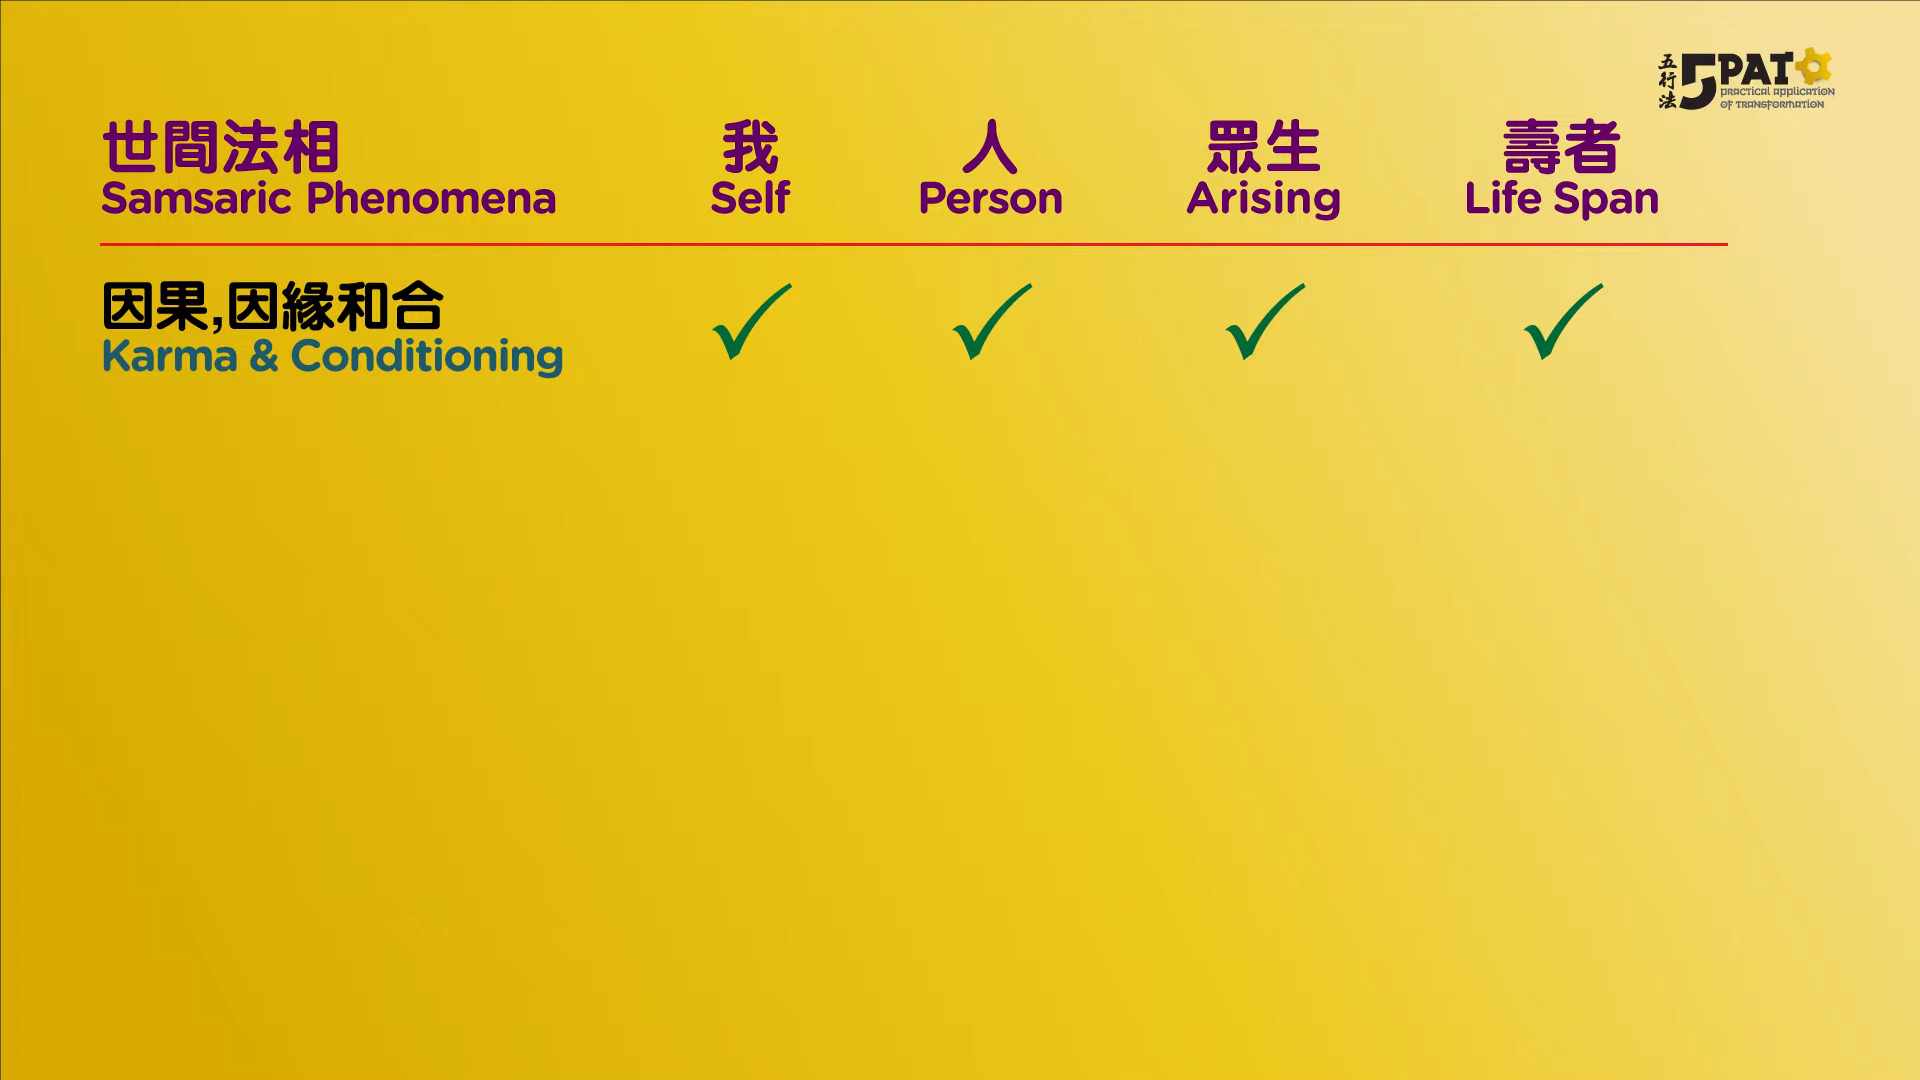 五行法 5PAT
PRACTICAL APPLICATION
OF TRANSFORMATION
世間法相 我 人 眾生 壽者
Samsaric Phenomena Self Person Arising Life Span
因果,因緣和合 ✓ ✓ ✓ ✓
Karma & Conditioning